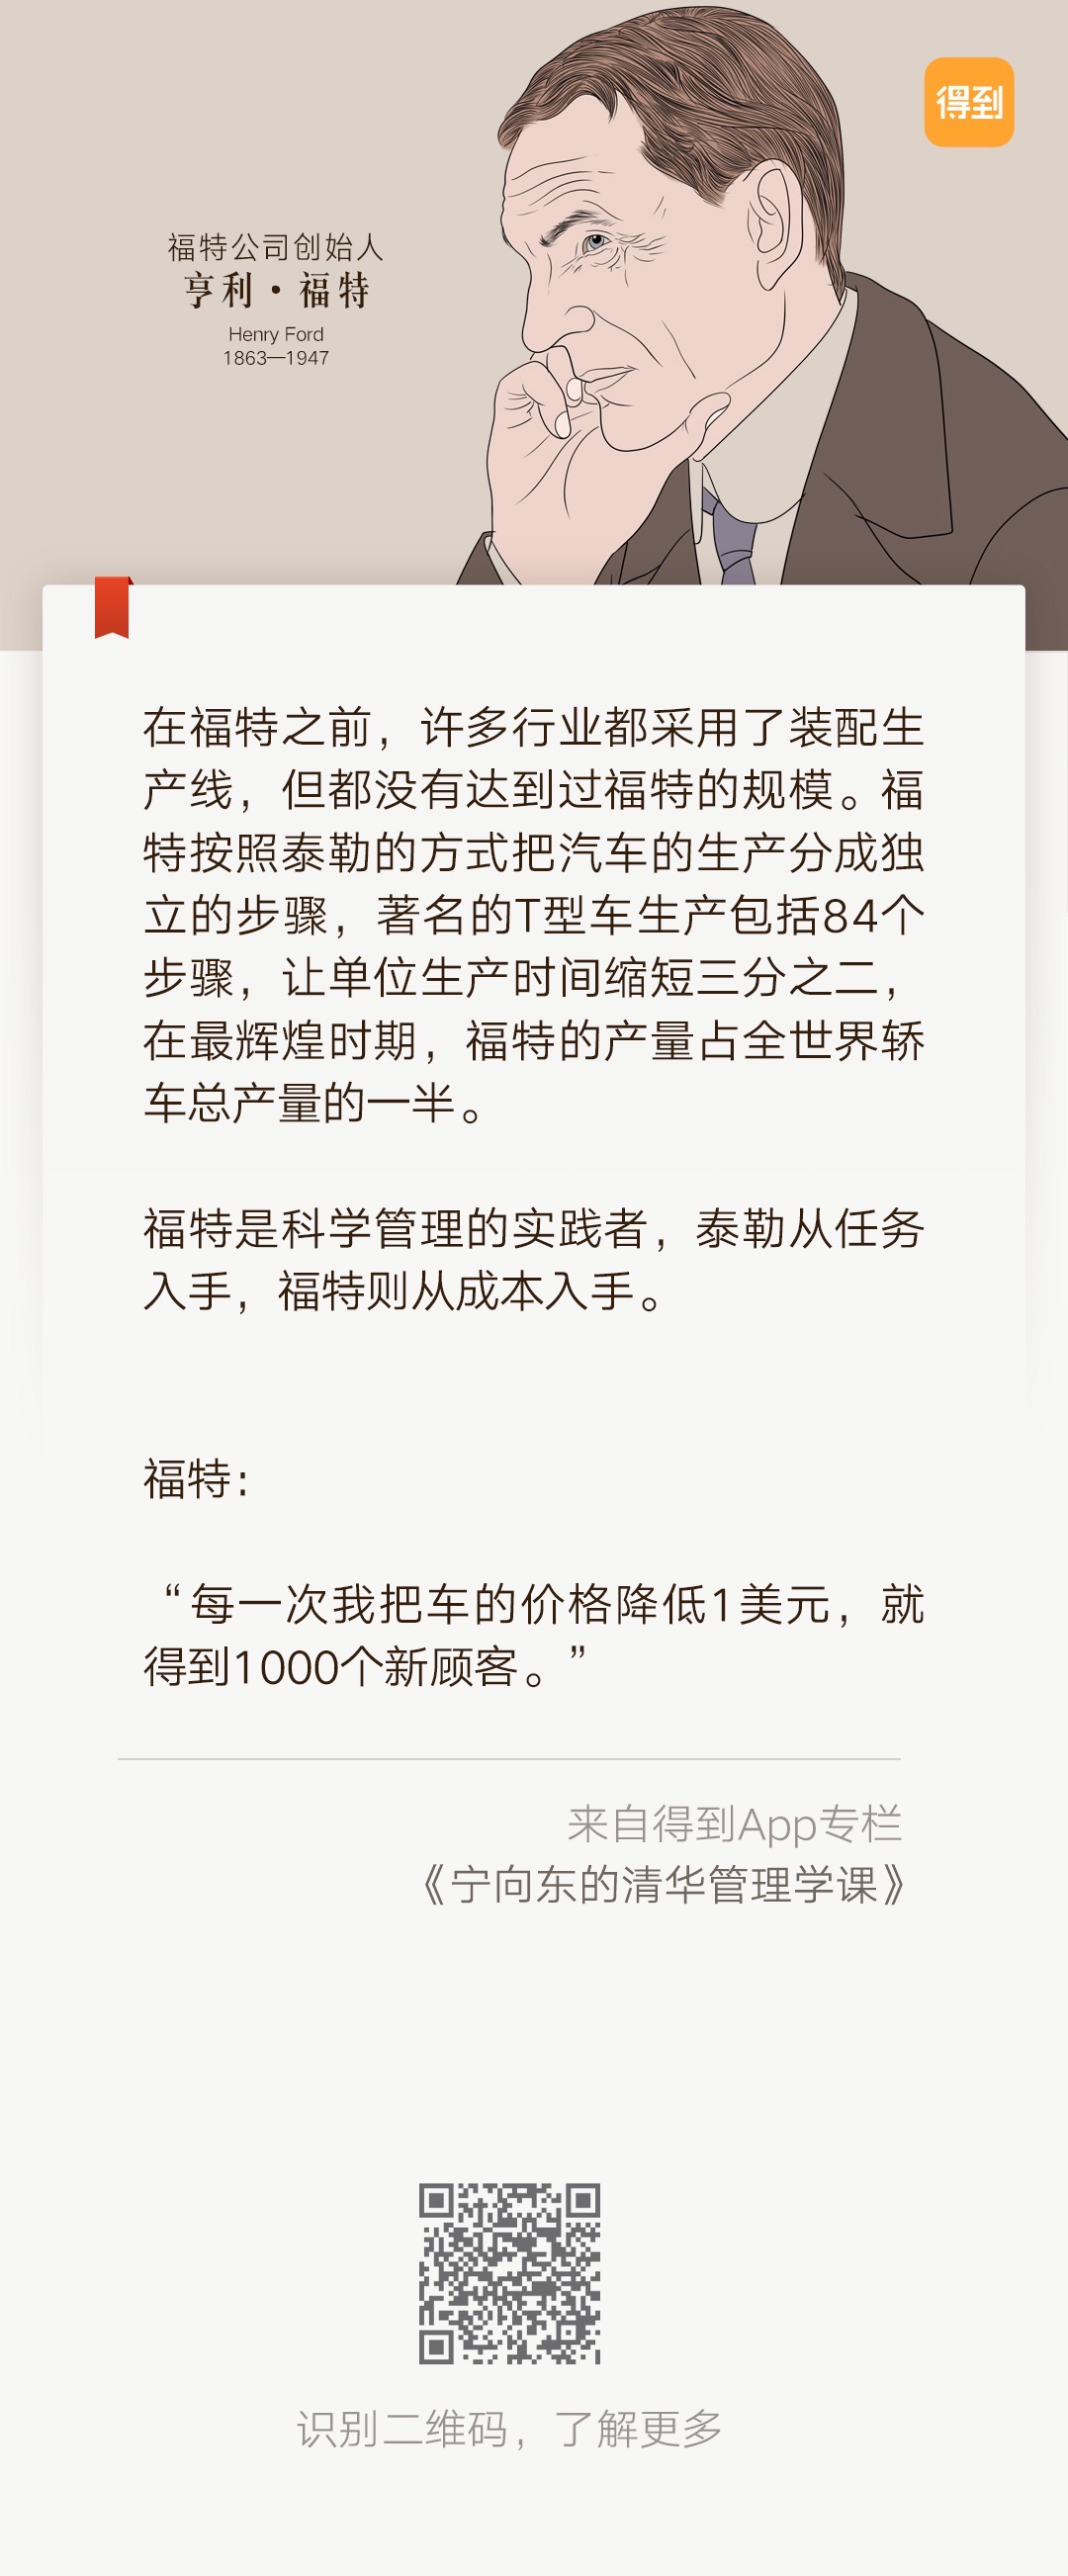 得到
福特公司创始人
亨利·福特
Henry Ford
1863—1947
在福特之前，许多行业都采用了装配生
产线，但都没有达到过福特的规模。福
特按照泰勒的方式把汽车的生产分成独
立的步骤，著名的T型车生产包括84个
步骤，让单位生产时间缩短三分之二，
在最辉煌时期，福特的产量占全世界轿
车总产量的一半。
福特是科学管理的实践者，泰勒从任务
入手，福特则从成本入手。
福特：
“每一次我把车的价格降低1美元，就
得到1000个新顾客。”
来自得到App专栏
《宁向东的清华管理学课》
识别二维码，了解更多